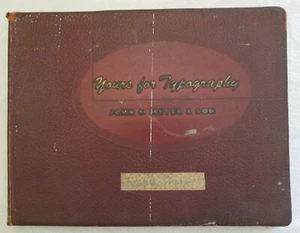 Yours for Typography
JOHN C. MEYER & SON